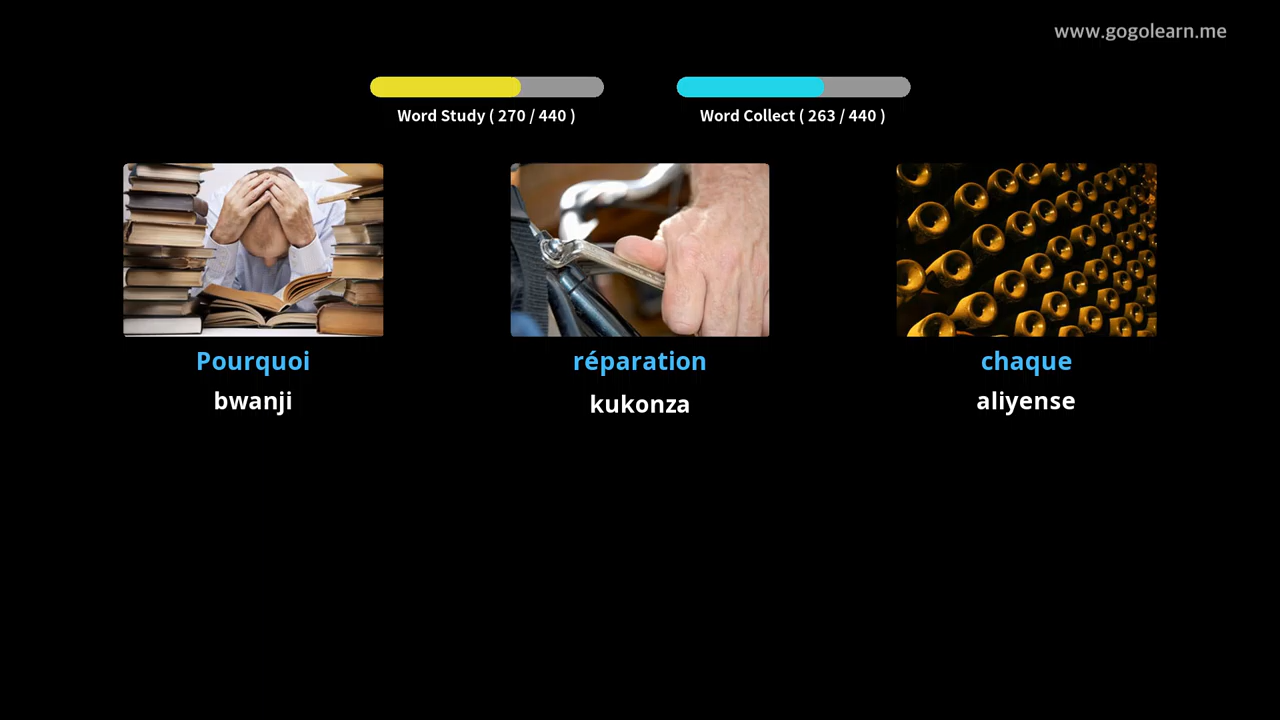 www.gogolearn.me
Word Study ( 270 / 440 )
Word Collect ( 263 / 440 )
Pourquoi
bwanji
réparation
kukonza
chaque
aliyense